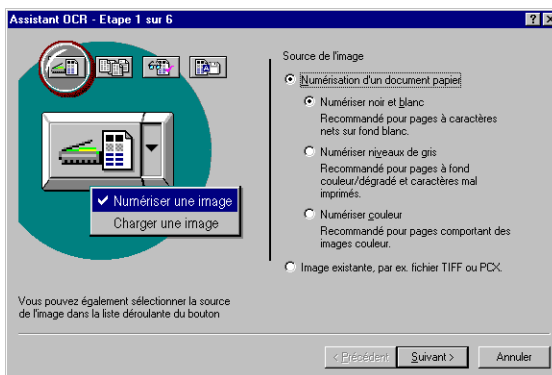 Assistant OCR - Etape 1 sur 6
Source de l'image
Numérisation d'un document papier
Numériser noir et blanc
Recommandé pour pages à caractères
nets sur fond blanc.
Numériser niveaux de gris
Recommandé pour pages à fond
couleur/dégradé et caractères mal
imprimés.
Numériser couleur
Recommandé pour pages comportant des
images couleur.
Image existante, par ex. fichier TIFF ou PCX.
Numériser une image
Charger une image
Vous pouvez également sélectionner la source
de l'image dans la liste déroulante du bouton
< Précédent
Suivant >
Annuler